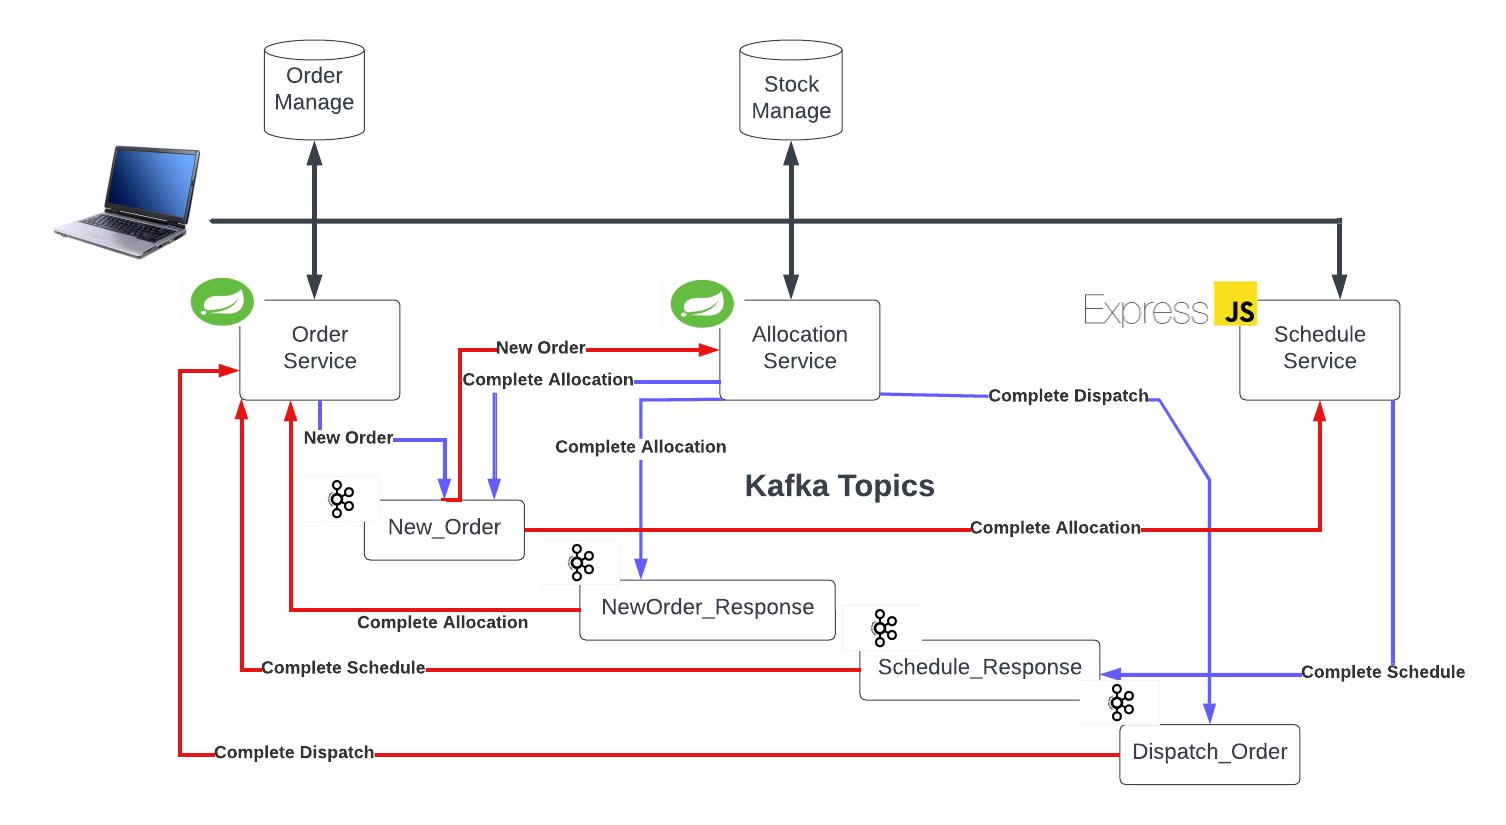 Order
Manage
Stock
Manage
Express
JS
Order
Service
Allocation
Service
Schedule
Service
New Order
Complete Allocation
Complete Dispatch
New Order
Complete Allocation
Kafka Topics
New_Order
Complete Allocation
NewOrder_Response
Complete Allocation
Complete Schedule
Schedule_Response
Complete Schedule
Complete Dispatch
Dispatch_Order